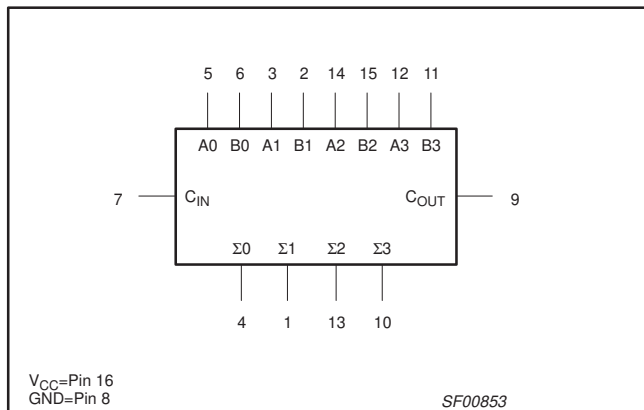 5 6 3 2 14 15 12 11
A0 B0 A1 B1 A2 B2 A3 B3
7 CIN COUT 9
Σ0 Σ1 Σ2 Σ3
4 1 13 10
VCC=Pin 16
GND=Pin 8
SF00853